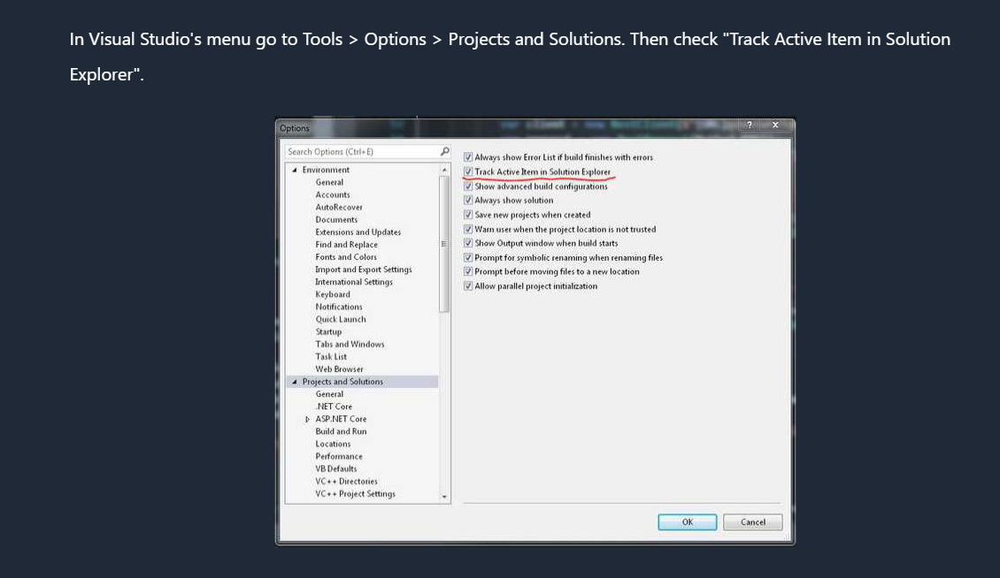 In Visual Studio's menu go to Tools > Options > Projects and Solutions. Then check "Track Active Item in Solution
Explorer".
Options
Search Options (Ctrl+E)
Environment
General
Accounts
AutoRecover
Documents
Extensions and Updates
Find and Replace
Fonts and Colors
Import and Export Settings
International Settings
Keyboard
Notifications
Quick Launch
Startup
Tabs and Windows
Task List
Web Browser
Projects and Solutions
General
.NET Core
ASP.NET Core
Build and Run
Locations
Performance
VB Defaults
VC++ Directories
VC++ Project Settings
Always show Error List if build finishes with errors
Track Active Item in Solution Explorer
Show advanced build configurations
Always show solution
Save new projects when created
Warn user when the project location is not trusted
Show Output window when build starts
Prompt for symbolic renaming when renaming files
Prompt before moving files to a new location
Allow parallel project initialization
OK
Cancel